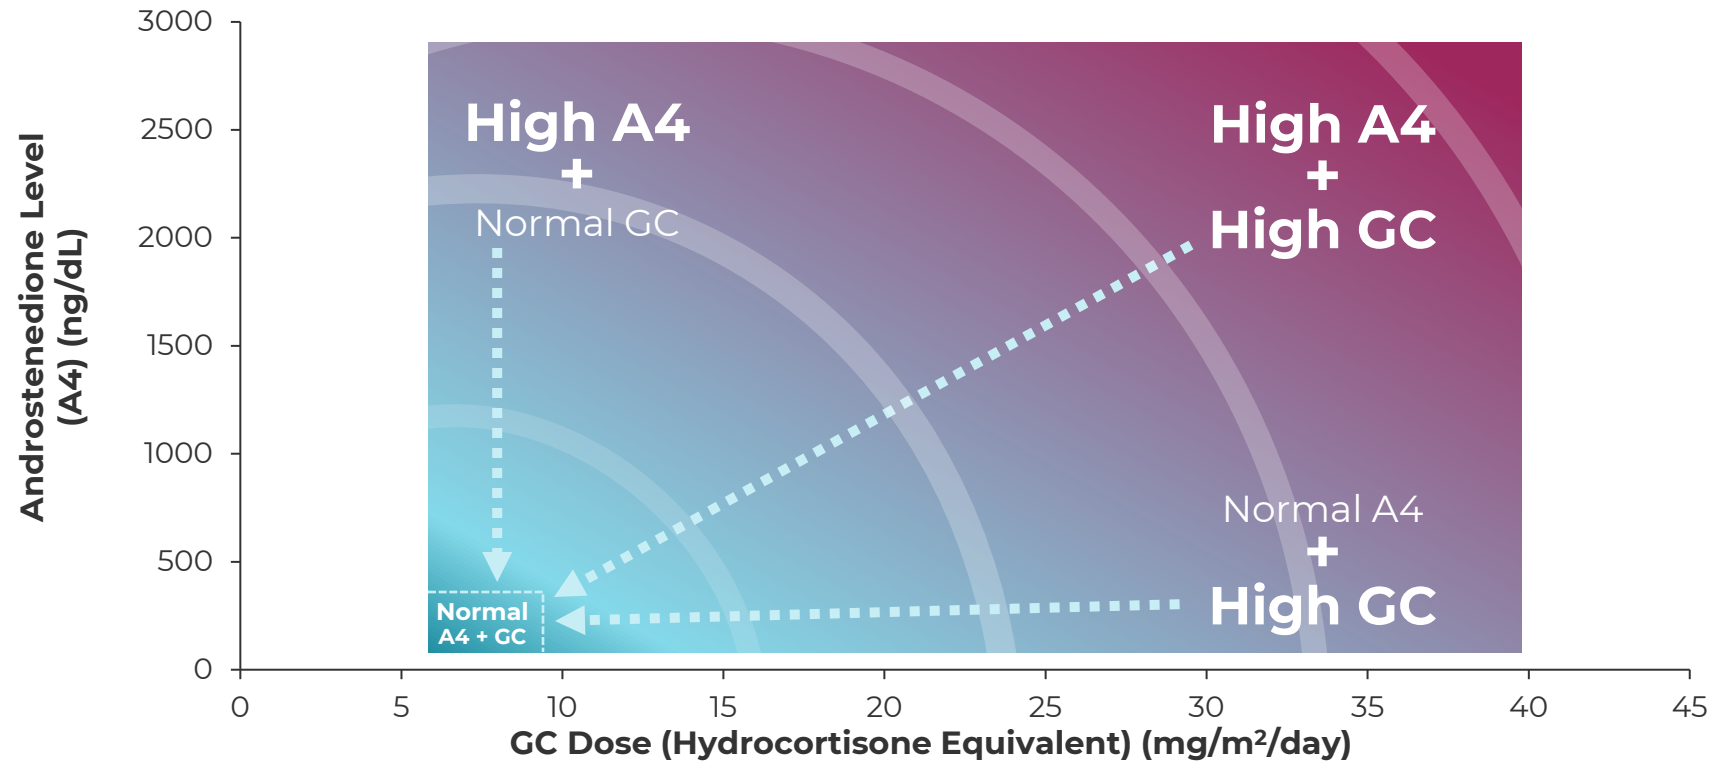 3000
2500
2000
1500
1000
500
0
Androstenedione Level
(A4) (ng/dL)
High A4
+
Normal GC
High A4
+
High GC
Normal A4
+
High GC
Normal
A4 + GC
0 5 10 15 20 25 30 35 40 45
GC Dose (Hydrocortisone Equivalent) (mg/m²/day)